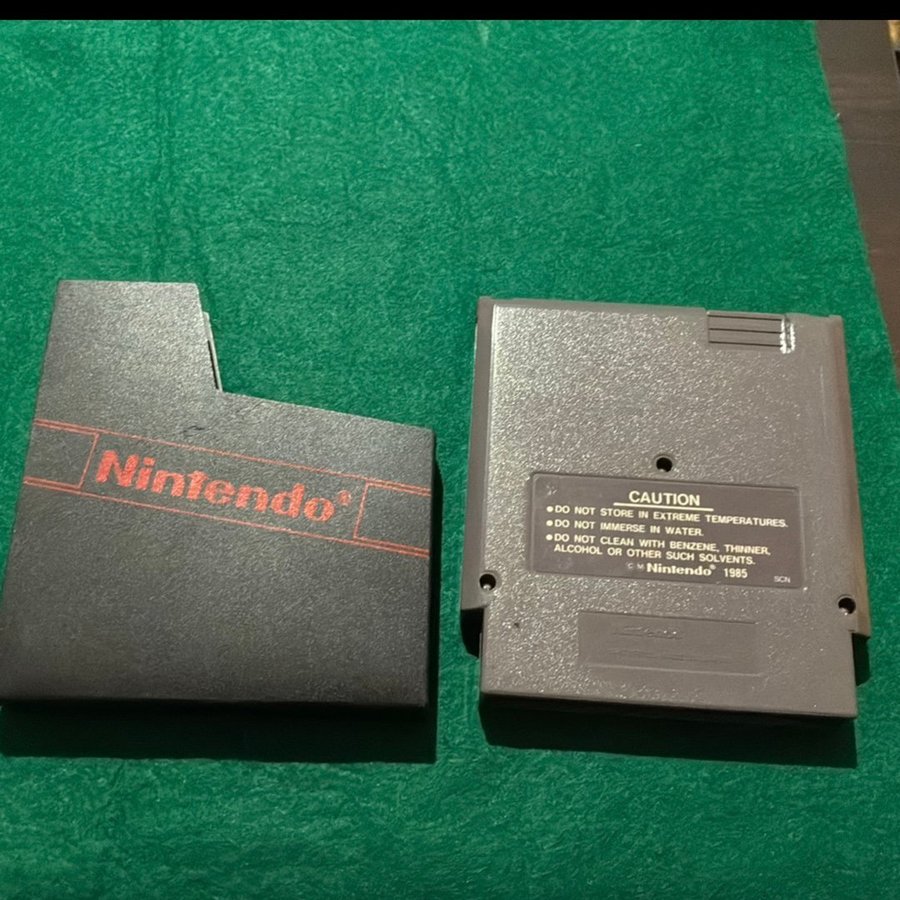 Nintendo®
CAUTION
●DO NOT STORE IN EXTREME TEMPERATURES.
●DO NOT IMMERSE IN WATER.
●DO NOT CLEAN WITH BENZENE, THINNER,
ALCOHOL OR OTHER SUCH SOLVENTS.
Nintendo® 1985
SCN